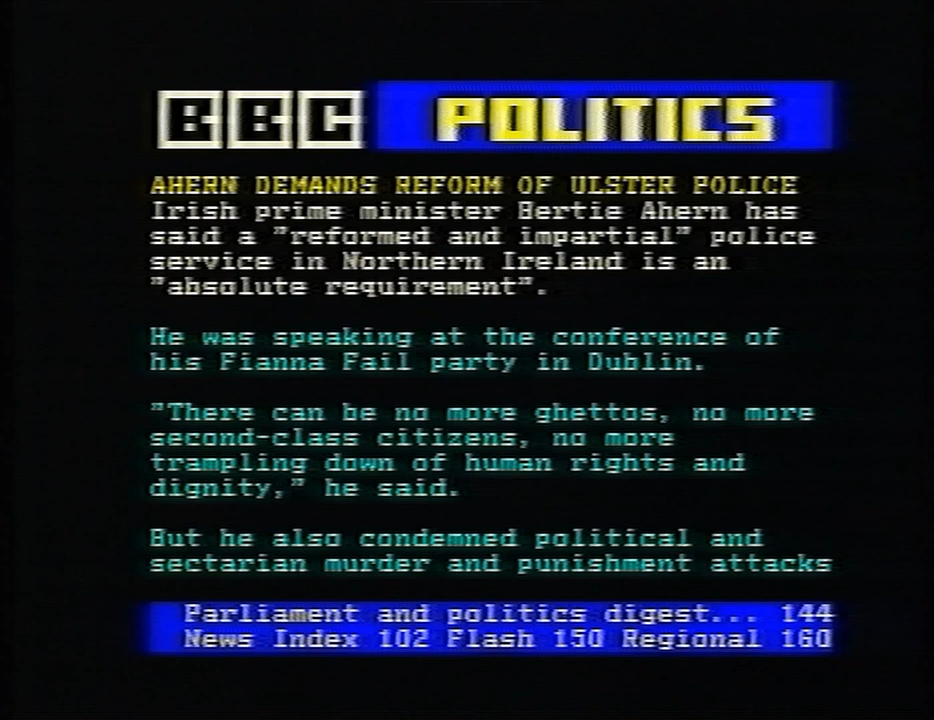 BBC POLITICS
AHERN DEMANDS REFORM OF ULSTER POLICE
Irish prime minister Bertie Ahern has
said a "reformed and impartial" police
service in Northern Ireland is an
"absolute requirement".
He was speaking at the conference of
his Fianna Fail party in Dublin.
"There can be no more ghettos, no more
second-class citizens, no more
trampling down of human rights and
dignity," he said.
But he also condemned political and
sectarian murder and punishment attacks
Parliament and politics digest... 144
News Index 102 Flash 150 Regional 160